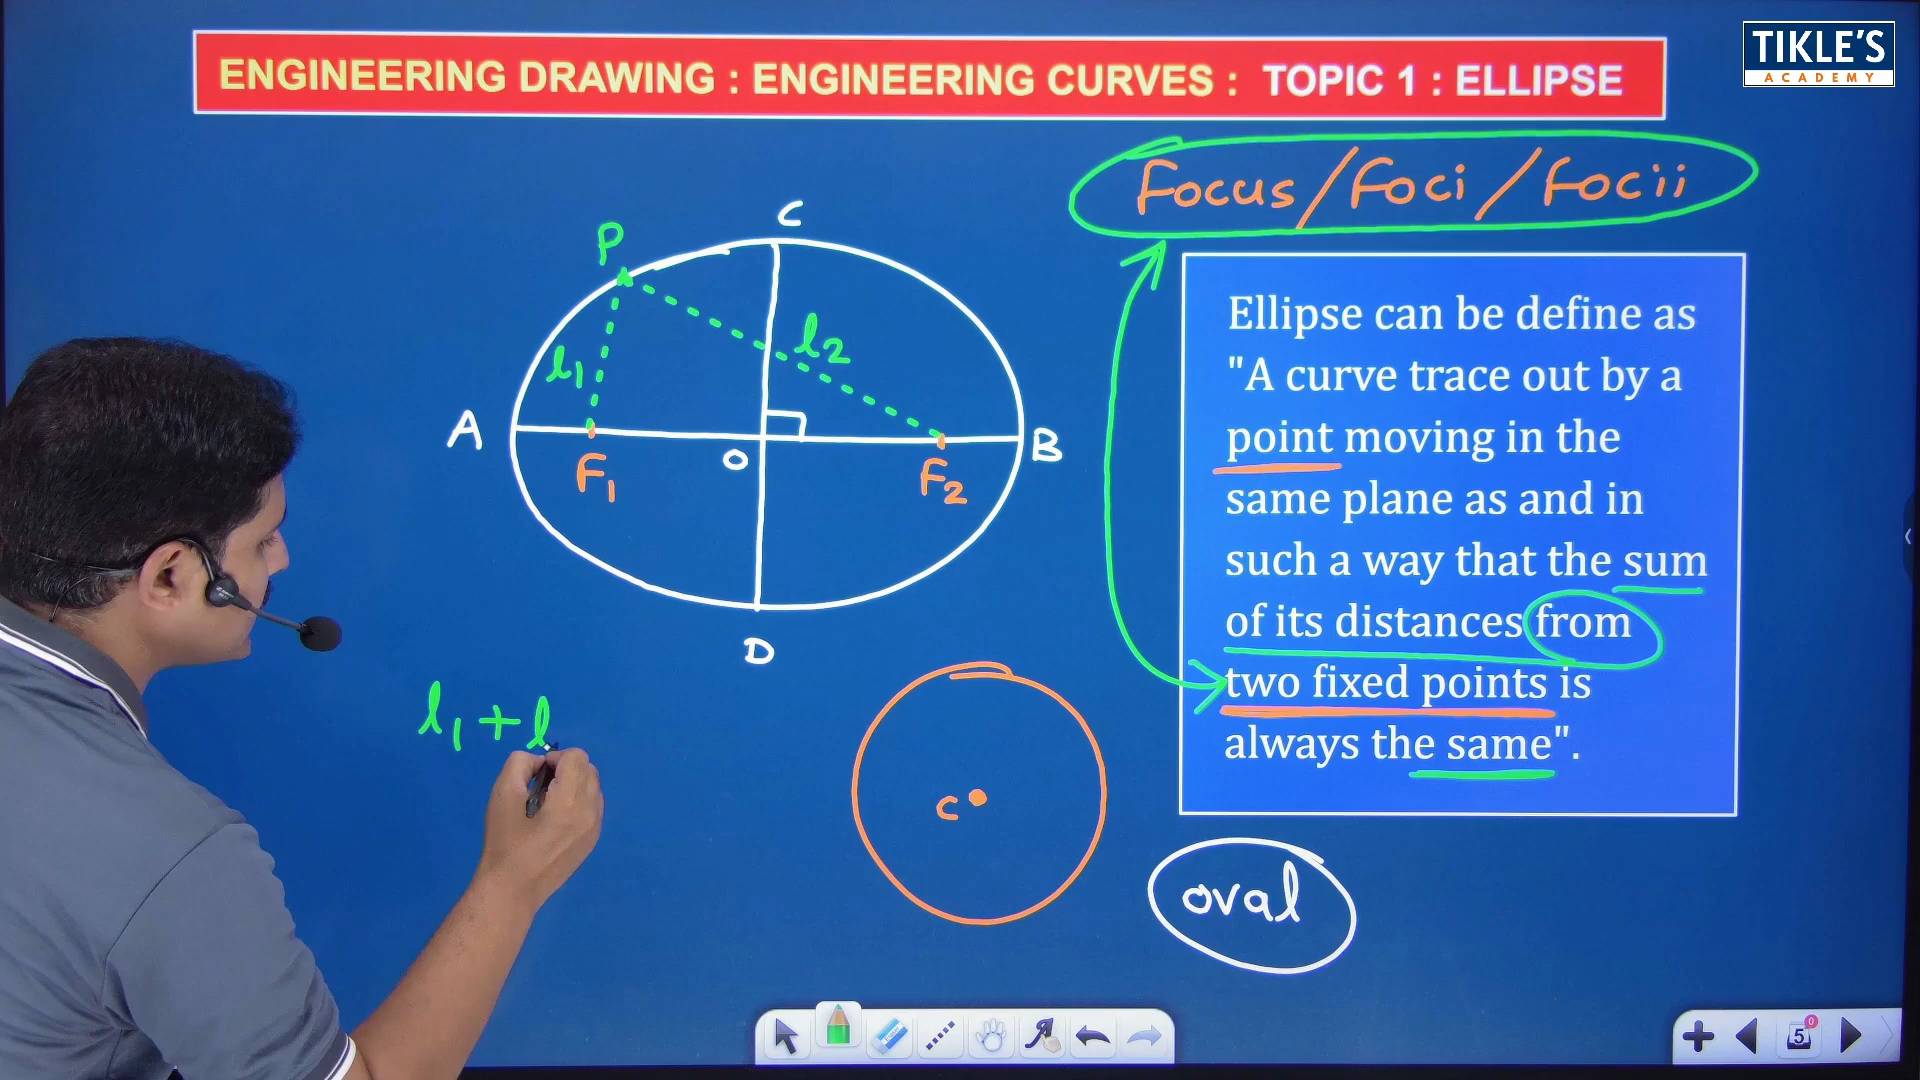 TIKLE'S
ACADEMY
ENGINEERING DRAWING : ENGINEERING CURVES : TOPIC 1 : ELLIPSE
Focus/Foci/Focii
C
P
l1
l2
A
O
B
F1
F2
D
Ellipse can be define as
"A curve trace out by a
point moving in the
same plane as and in
such a way that the sum
of its distances from
two fixed points is
always the same".
l1 + l
C
oval
5
0